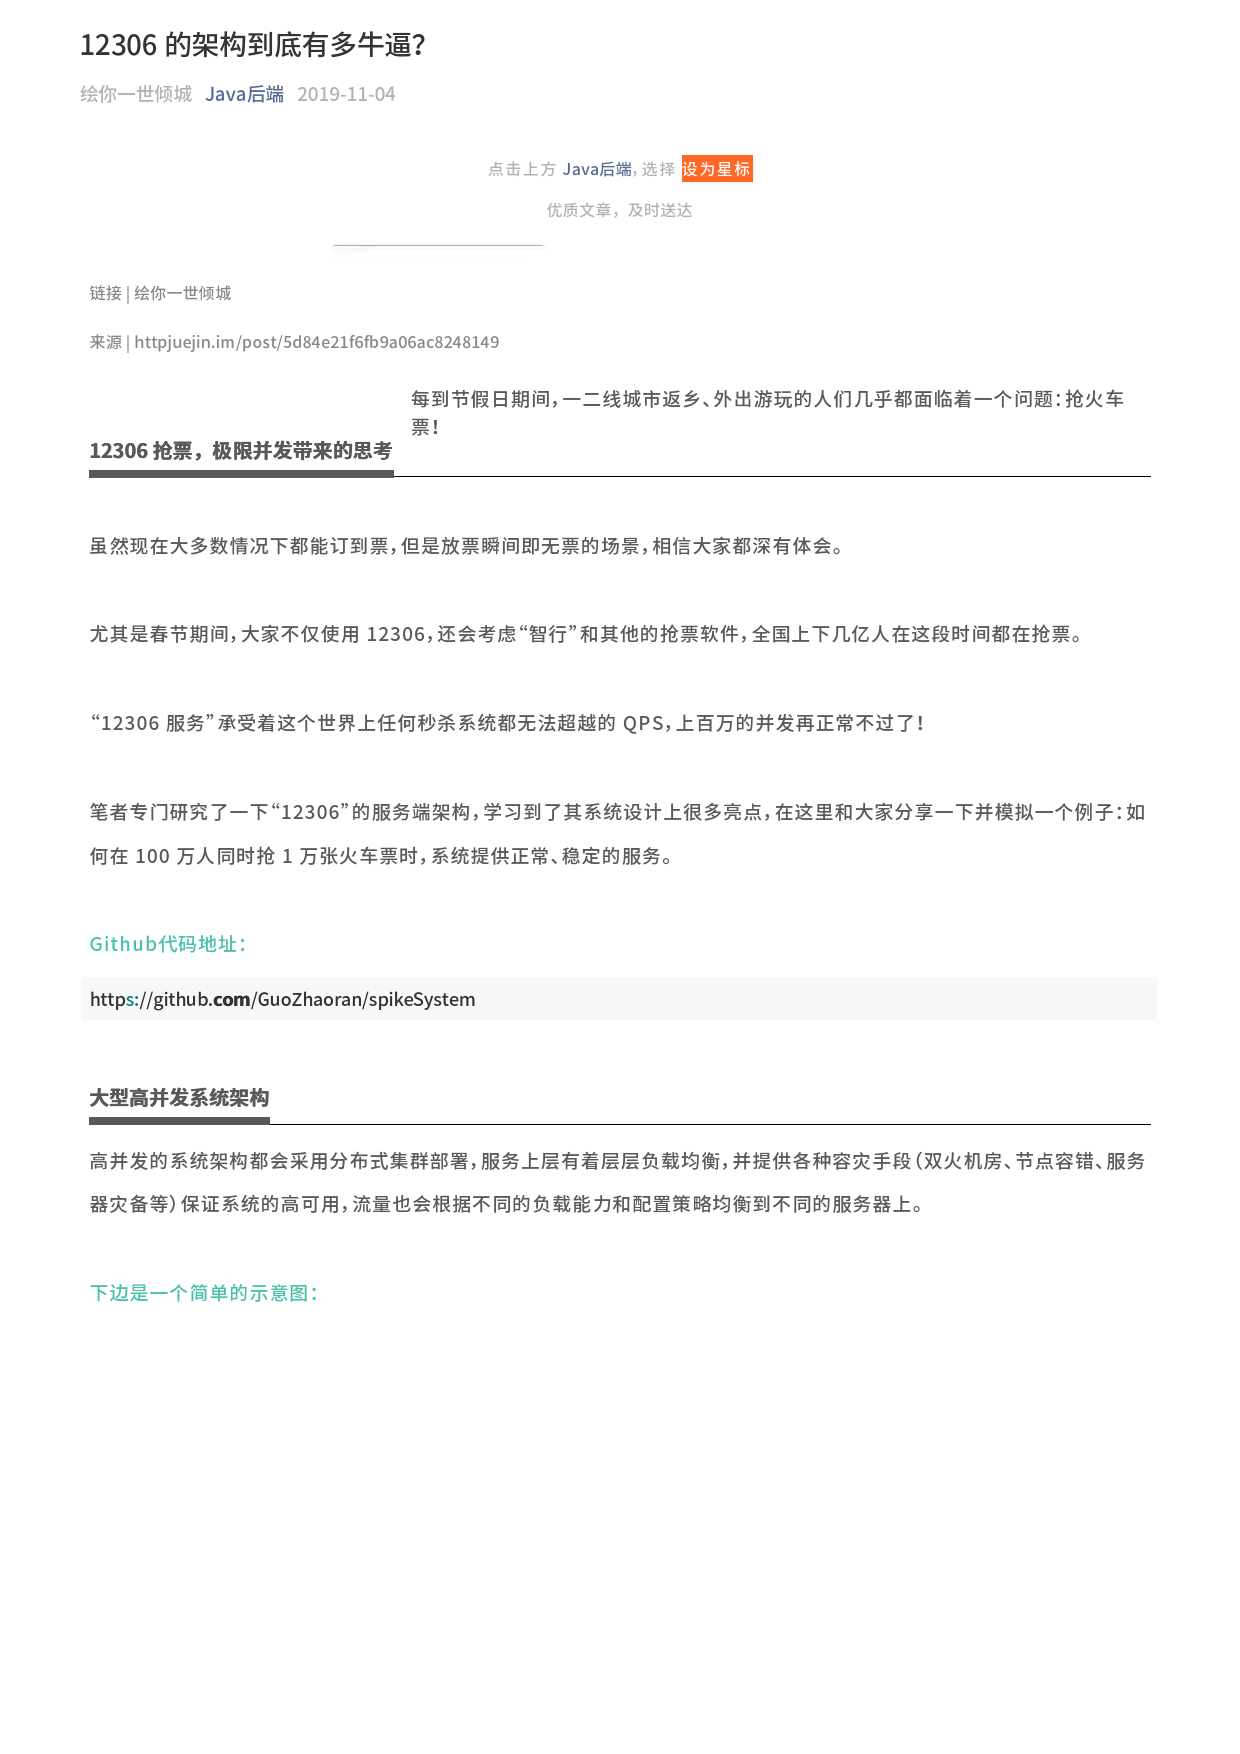 12306 的架构到底有多牛逼？
绘你一世倾城 Java后端 2019-11-04
点击上方 Java后端，选择 设为星标
优质文章，及时送达
链接 | 绘你一世倾城
来源 | httpjuejin.im/post/5d84e21f6fb9a06ac8248149
每到节假日期间，一二线城市返乡、外出游玩的人们几乎都面临着一个问题：抢火车
票！
12306 抢票，极限并发带来的思考
虽然现在大多数情况下都能订到票，但是放票瞬间即无票的场景，相信大家都深有体会。
尤其是春节期间，大家不仅使用 12306，还会考虑“智行”和其他的抢票软件，全国上下几亿人在这段时间都在抢票。
“12306 服务”承受着这个世界上任何秒杀系统都无法超越的 QPS，上百万的并发再正常不过了！
笔者专门研究了一下“12306”的服务端架构，学习到了其系统设计上很多亮点，在这里和大家分享一下并模拟一个例子：如
何在 100 万人同时抢 1 万张火车票时，系统提供正常、稳定的服务。
Github代码地址：
https://github.com/GuoZhaoran/spikeSystem
大型高并发系统架构
高并发的系统架构都会采用分布式集群部署，服务上层有着层层负载均衡，并提供各种容灾手段（双火机房、节点容错、服务
器灾备等）保证系统的高可用，流量也会根据不同的负载能力和配置策略均衡到不同的服务器上。
下边是一个简单的示意图：